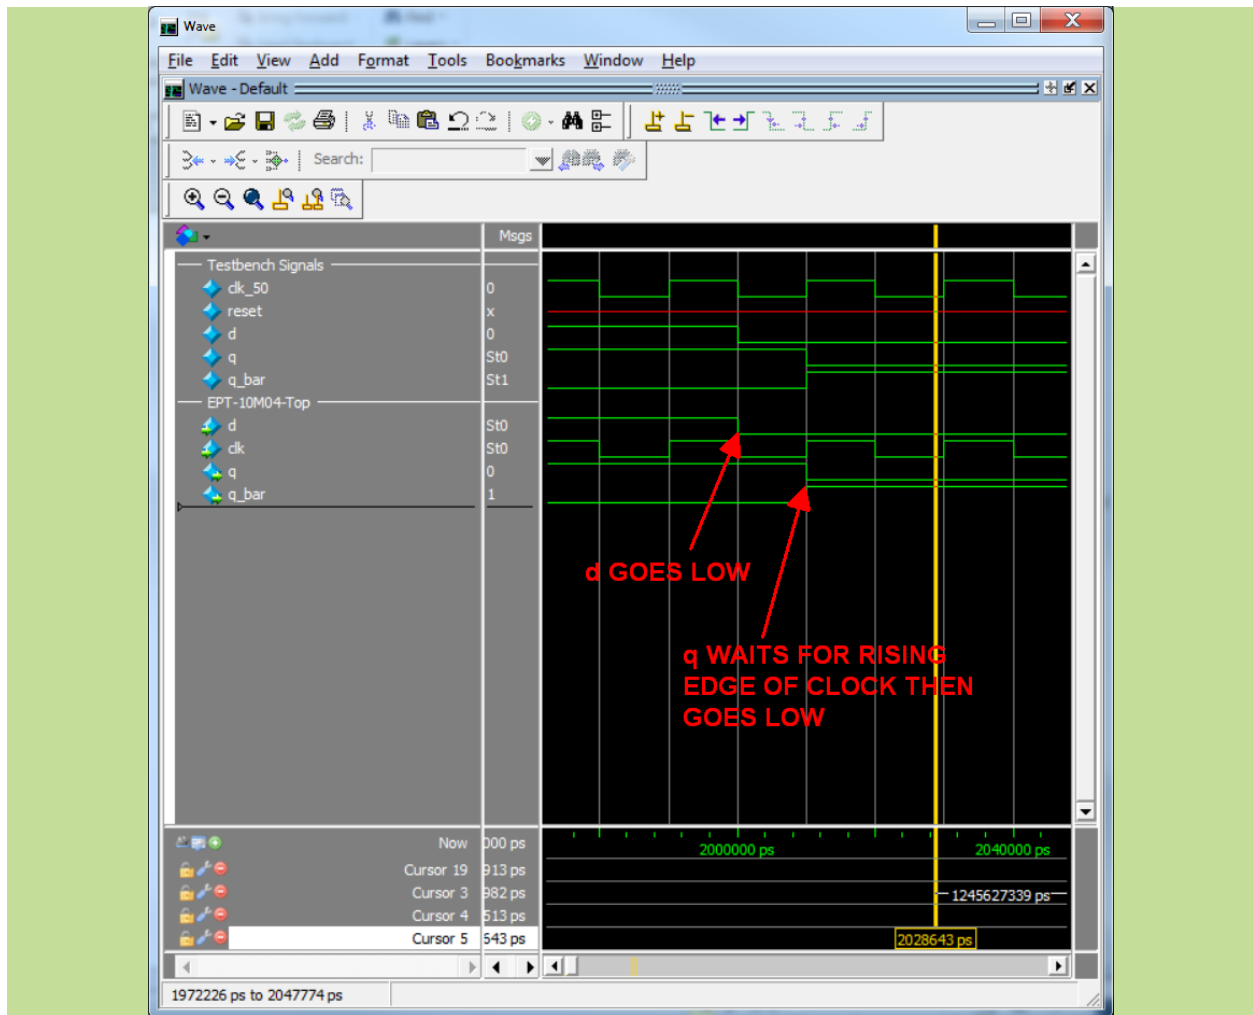 Wave
File Edit View Add Format Tools Bookmarks Window Help
Wave - Default
Search:
Msgs
Testbench Signals
clk_50 0
reset x
d 0
q St0
q_bar St1
EPT-10M04-Top
d St0
clk St0
q 0
q_bar 1
d GOES LOW
q WAITS FOR RISING
EDGE OF CLOCK THEN
GOES LOW
Now 000 ps 2000000 ps 2040000 ps
Cursor 19 913 ps
Cursor 3 982 ps 1245627339 ps
Cursor 4 513 ps
Cursor 5 643 ps 2028643 ps
1972226 ps to 2047774 ps